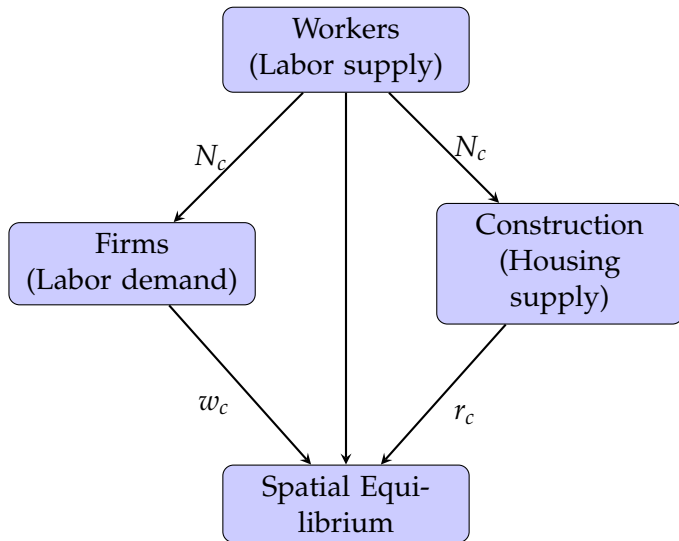 Workers
(Labor supply)
N_c
N_c
Firms
(Labor demand)
Construction
(Housing
supply)
w_c
r_c
Spatial Equi-
librium